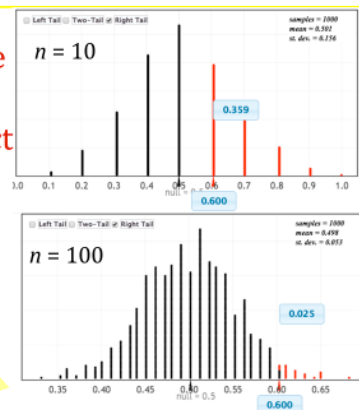 e
ct
Left Tail Two-Tail Right Tail
samples = 1000
mean = 0.501
st. dev. = 0.156
n = 10
0.359
0.0 0.1 0.2 0.3 0.4 0.5 0.6 0.7 0.8 0.9 1.0
null =
0.600
Left Tail Two-Tail Right Tail
samples = 1000
mean = 0.498
st. dev. = 0.053
n = 100
0.025
0.35 0.40 0.45 0.50 0.55 0.60 0.65
null = 0.5
0.600